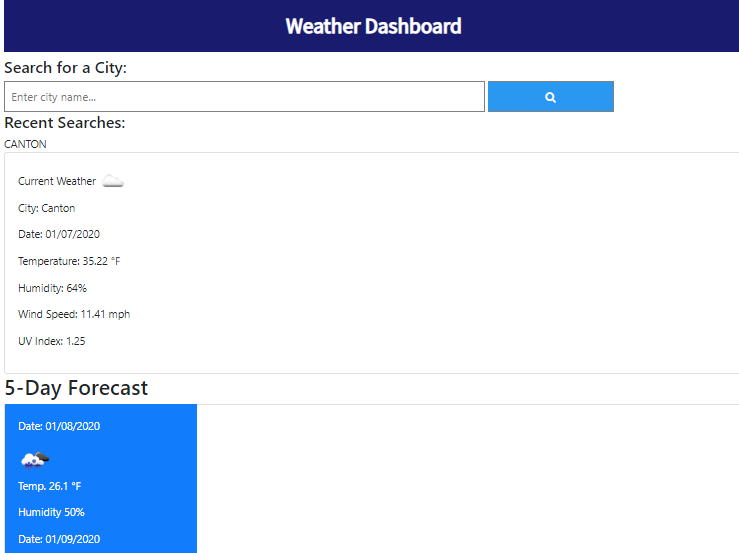 Weather Dashboard
Search for a City:
Enter city name...
Recent Searches:
CANTON
Current Weather
City: Canton
Date: 01/07/2020
Temperature: 35.22 °F
Humidity: 64%
Wind Speed: 11.41 mph
UV Index: 1.25
5-Day Forecast
Date: 01/08/2020
Temp. 26.1 °F
Humidity 50%
Date: 01/09/2020